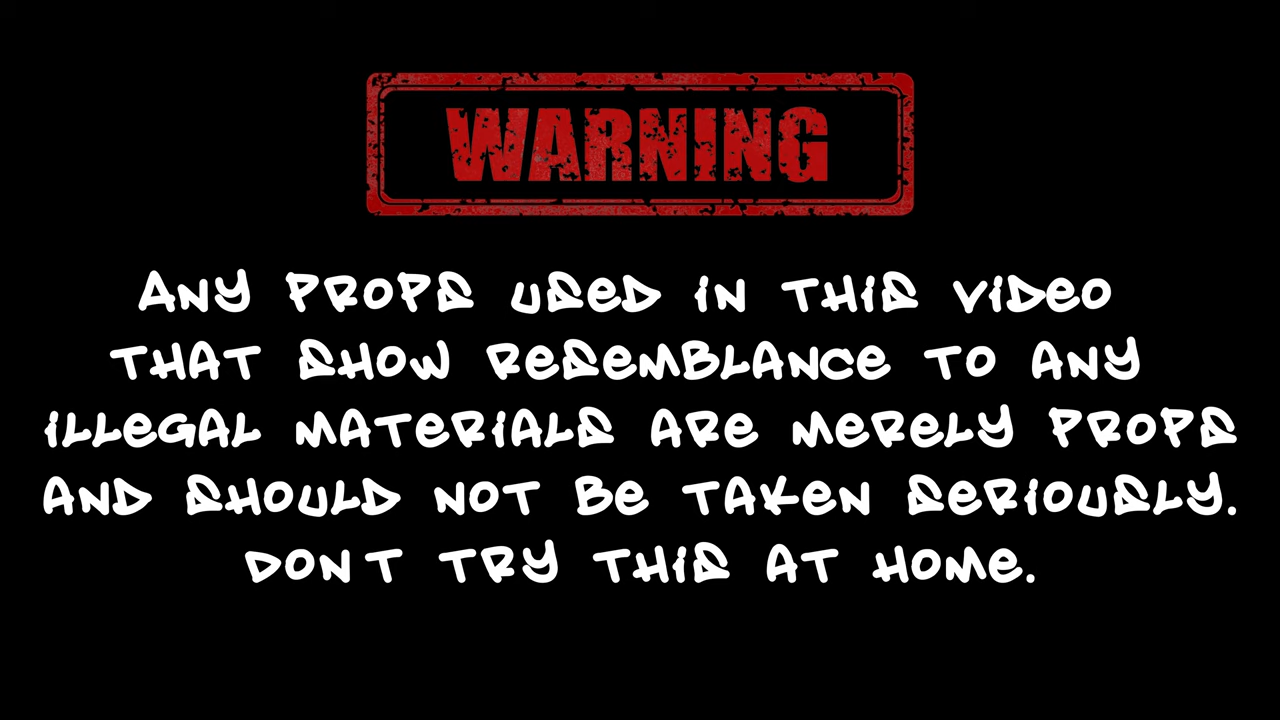 WARNING
ANY PROPS USED IN THIS VIDEO
THAT SHOW RESEMBLANCE TO ANY
ILLEGAL MATERIALS ARE MERELY PROPS
AND SHOULD NOT BE TAKEN SERIOUSLY.
DON T TRY THIS AT HOME.